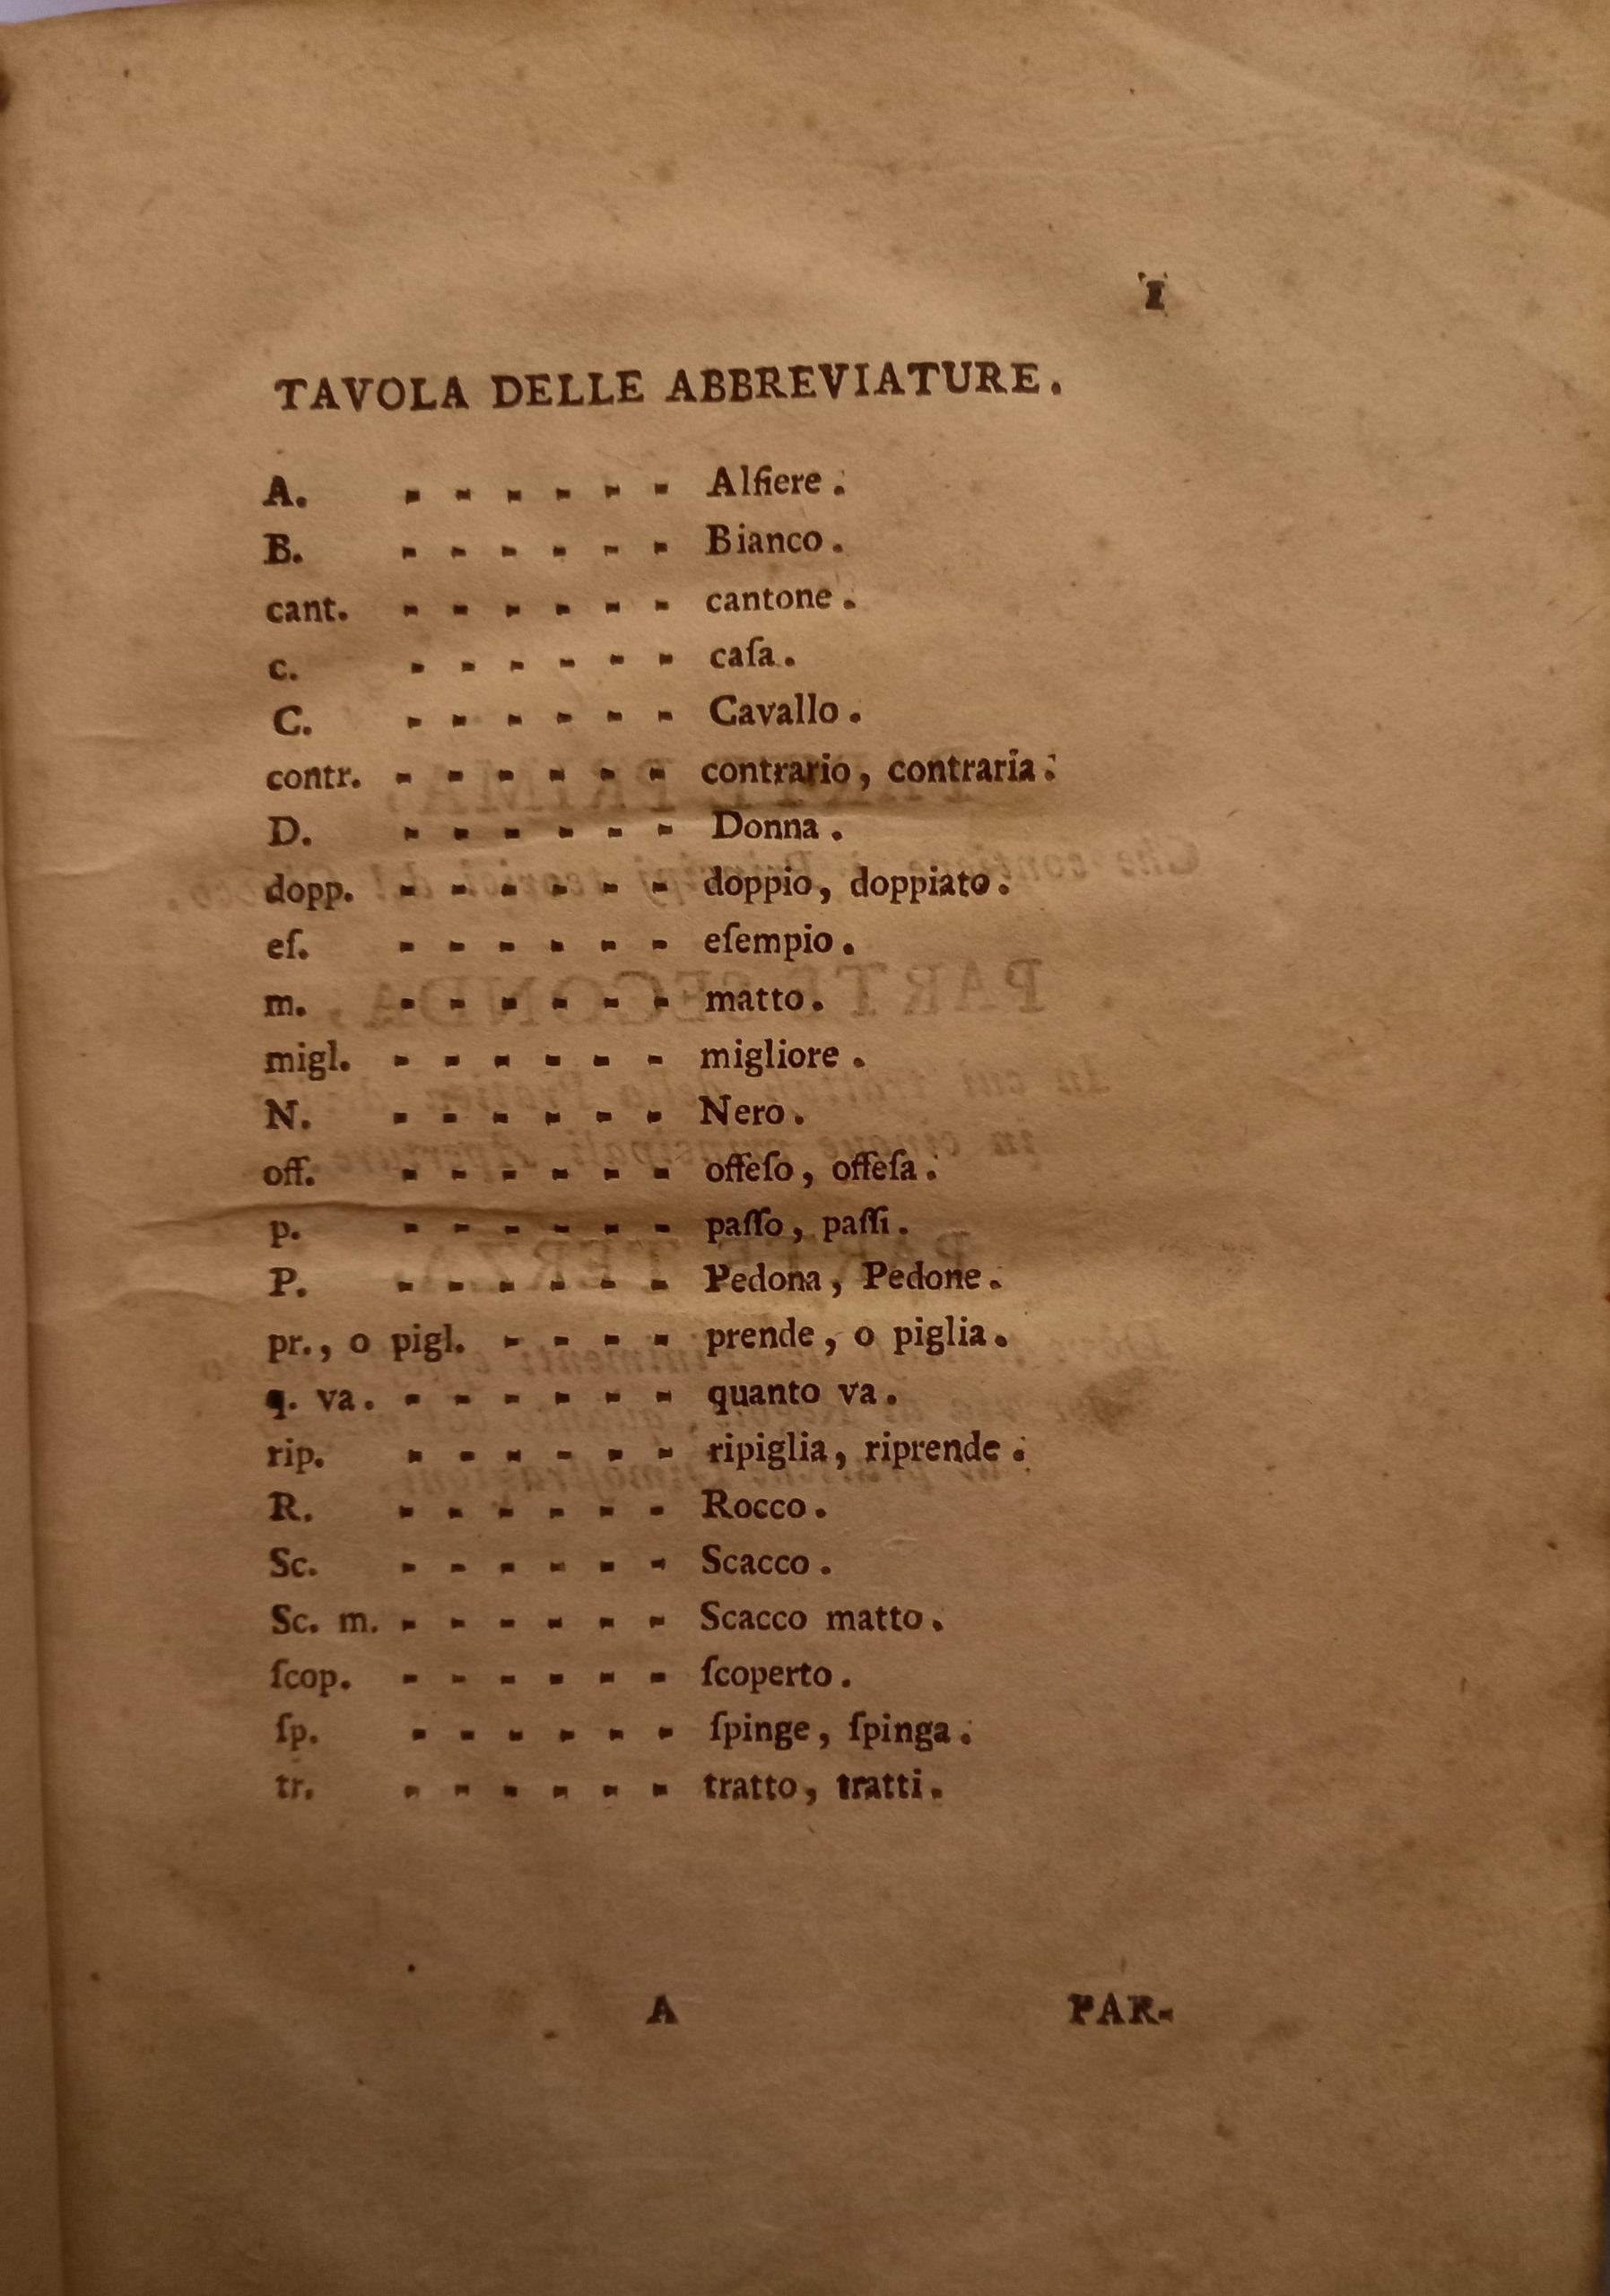 I
TAVOLA DELLE ABBREVIATURE.
A. - - - - - - Alfiere.
B. - - - - - - Bianco.
cant. - - - - - - cantone.
c. - - - - - - caſa.
C. - - - - - - Cavallo.
contr. - - - - - - contrario, contraria.
D. - - - - - - Donna.
dopp. - - - - - - doppio, doppiato.
eſ. - - - - - - eſempio.
m. - - - - - - matto.
migl. - - - - - - migliore.
N. - - - - - - Nero.
off. - - - - - - offeſo, offeſa.
p. - - - - - - paſſo, paſſi.
P. - - - - - - Pedona, Pedone.
pr., o pigl. - - - - prende, o piglia.
q. va. - - - - - - quanto va.
rip. - - - - - - ripiglia, riprende.
R. - - - - - - Rocco.
Sc. - - - - - - Scacco.
Sc. m. - - - - - - Scacco matto.
ſcop. - - - - - - ſcoperto.
ſp. - - - - - - ſpinge, ſpinga.
tr. - - - - - - tratto, tratti.
A PAR-